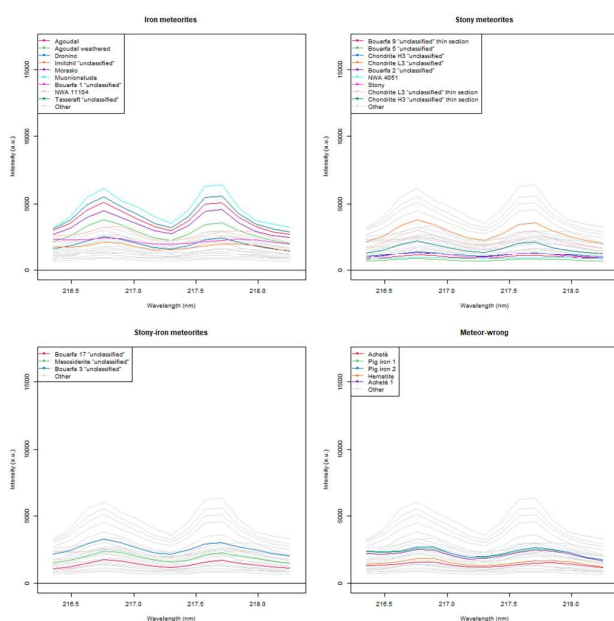 Iron meteorites
Agoudal
Agoudal weathered
Dronino
Imilchil "unclassified"
Morasko
Muonionalusta
Bouarfa 1 "unclassified"
NWA 11104
Tasseraft "unclassified"
Other
Intensity (a.u.)
0
5000
10000
15000
216.5
217.0
217.5
218.0
Wavelength (nm)
Stony meteorites
Bouarfa 9 "unclassified" thin section
Bouarfa 5 "unclassified"
Chondrite H3 "unclassified"
Chondrite L3 "unclassified"
Bouarfa 2 "unclassified"
NWA 4051
Stony
Chondrite L3 "unclassified" thin section
Chondrite H3 "unclassified" thin section
Other
Intensity (a.u.)
0
5000
10000
15000
216.5
217.0
217.5
218.0
Wavelength (nm)
Stony-iron meteorites
Bouarfa 17 "unclassified"
Mesosiderite "unclassified"
Bouarfa 3 "unclassified"
Other
Intensity (a.u.)
0
5000
10000
15000
216.5
217.0
217.5
218.0
Wavelength (nm)
Meteor-wrong
Acheté
Pig iron 1
Pig iron 2
Hematite
Acheté 1
Other
Intensity (a.u.)
0
5000
10000
15000
216.5
217.0
217.5
218.0
Wavelength (nm)